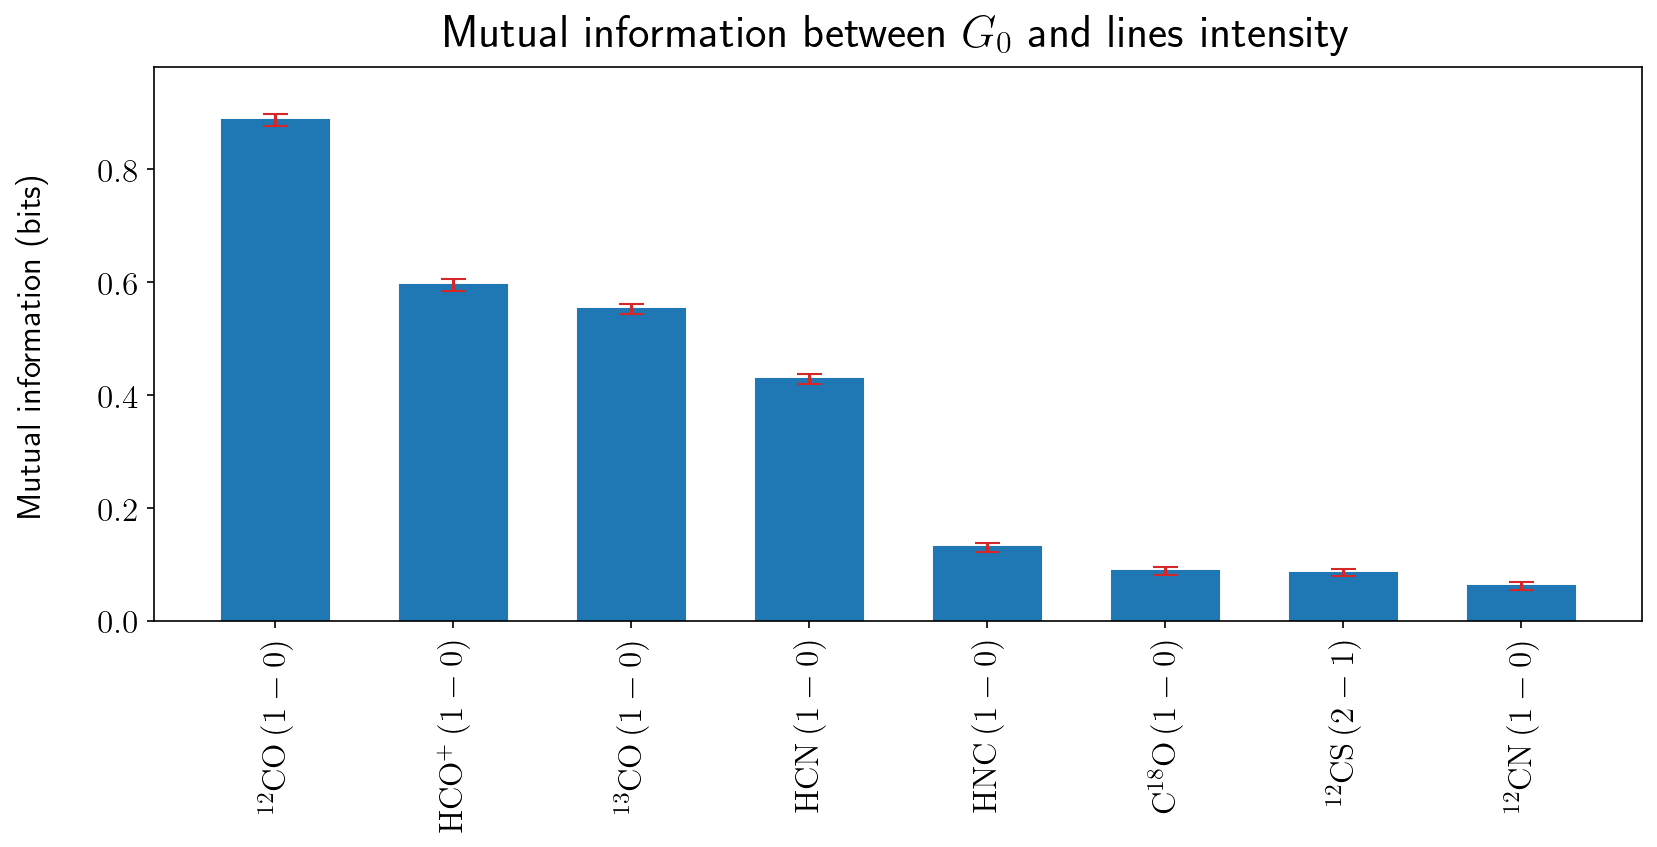 Mutual information between G₀ and lines intensity
Mutual information (bits)
0.8
0.6
0.4
0.2
0.0
¹²CO (1 − 0)
HCO⁺ (1 − 0)
¹³CO (1 − 0)
HCN (1 − 0)
HNC (1 − 0)
C¹⁸O (1 − 0)
¹²CS (2 − 1)
¹²CN (1 − 0)